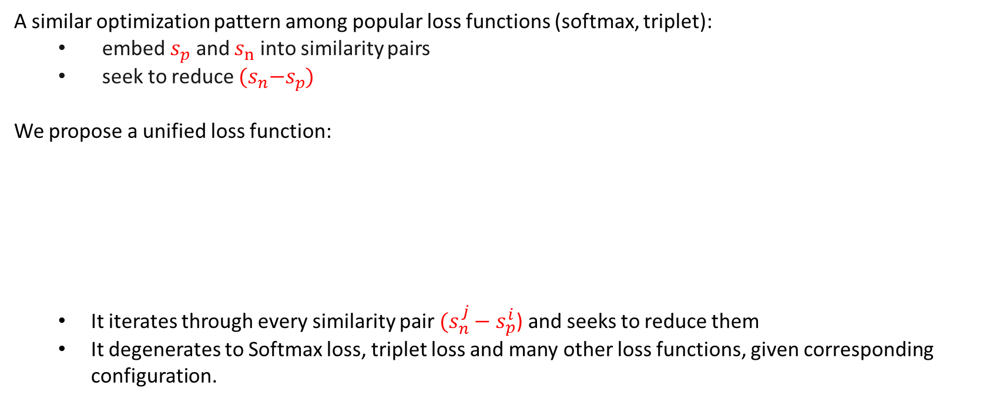 A similar optimization pattern among popular loss functions (softmax, triplet):
• embed $s_p$ and $s_{\mathrm{n}}$ into similarity pairs
• seek to reduce $(s_n - s_p)$
We propose a unified loss function:
• It iterates through every similarity pair $(s_n^j - s_p^i)$ and seeks to reduce them
• It degenerates to Softmax loss, triplet loss and many other loss functions, given corresponding
configuration.